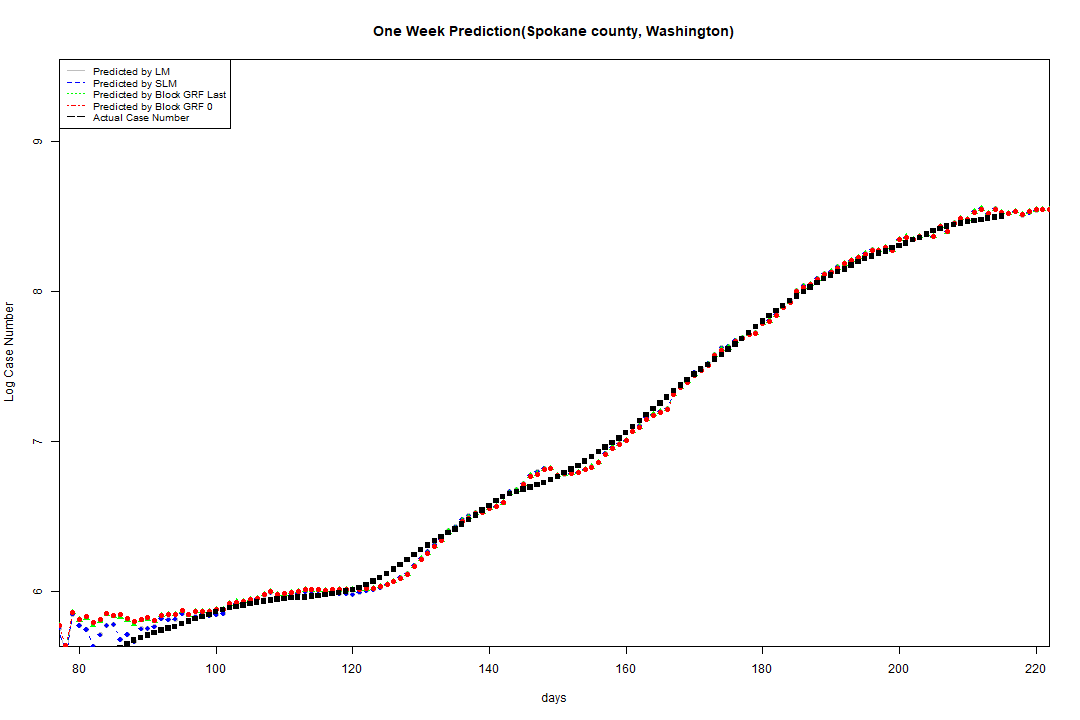 One Week Prediction(Spokane county, Washington)
Predicted by LM
Predicted by SLM
Predicted by Block GRF Last
Predicted by Block GRF 0
Actual Case Number
9
8
7
6
Log Case Number
80 100 120 140 160 180 200 220
days